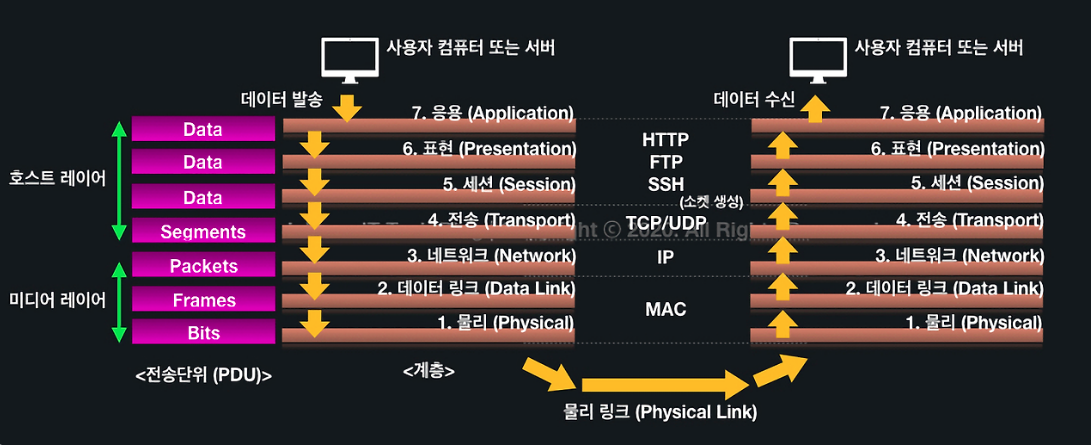 사용자 컴퓨터 또는 서버
사용자 컴퓨터 또는 서버
데이터 발송
데이터 수신
호스트 레이어
미디어 레이어
Data
Data
Data
Segments
Packets
Frames
Bits
<전송단위 (PDU)>
7. 응용 (Application)
6. 표현 (Presentation)
5. 세션 (Session)
4. 전송 (Transport)
3. 네트워크 (Network)
2. 데이터 링크 (Data Link)
1. 물리 (Physical)
<계층>
HTTP
FTP
SSH
(소켓 생성)
TCP/UDP
© 2020. All Rig
IP
MAC
7. 응용 (Application)
6. 표현 (Presentation)
5. 세션 (Session)
4. 전송 (Transport)
3. 네트워크 (Network)
2. 데이터 링크 (Data Link)
1. 물리 (Physical)
물리 링크 (Physical Link)